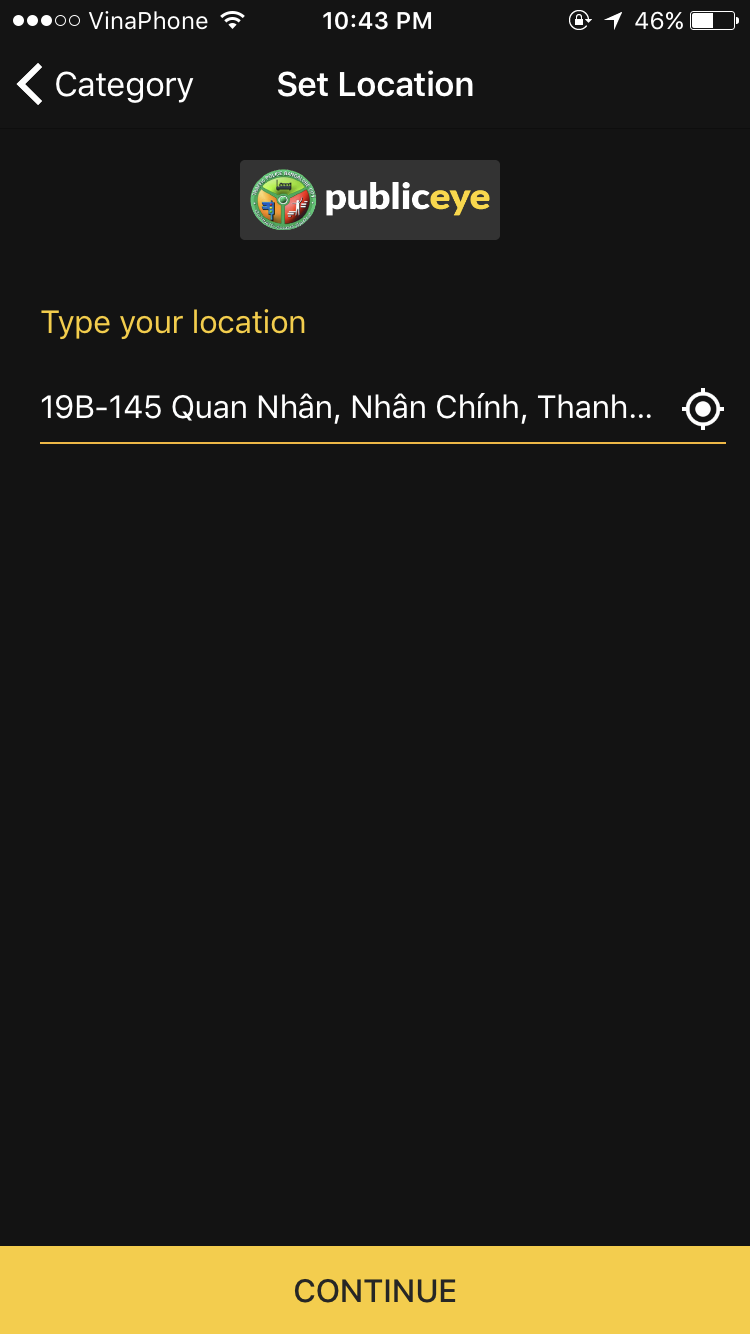 VinaPhone 10:43 PM 46%
Category Set Location
publiceye
Type your location
19B-145 Quan Nhân, Nhân Chính, Thanh...
CONTINUE